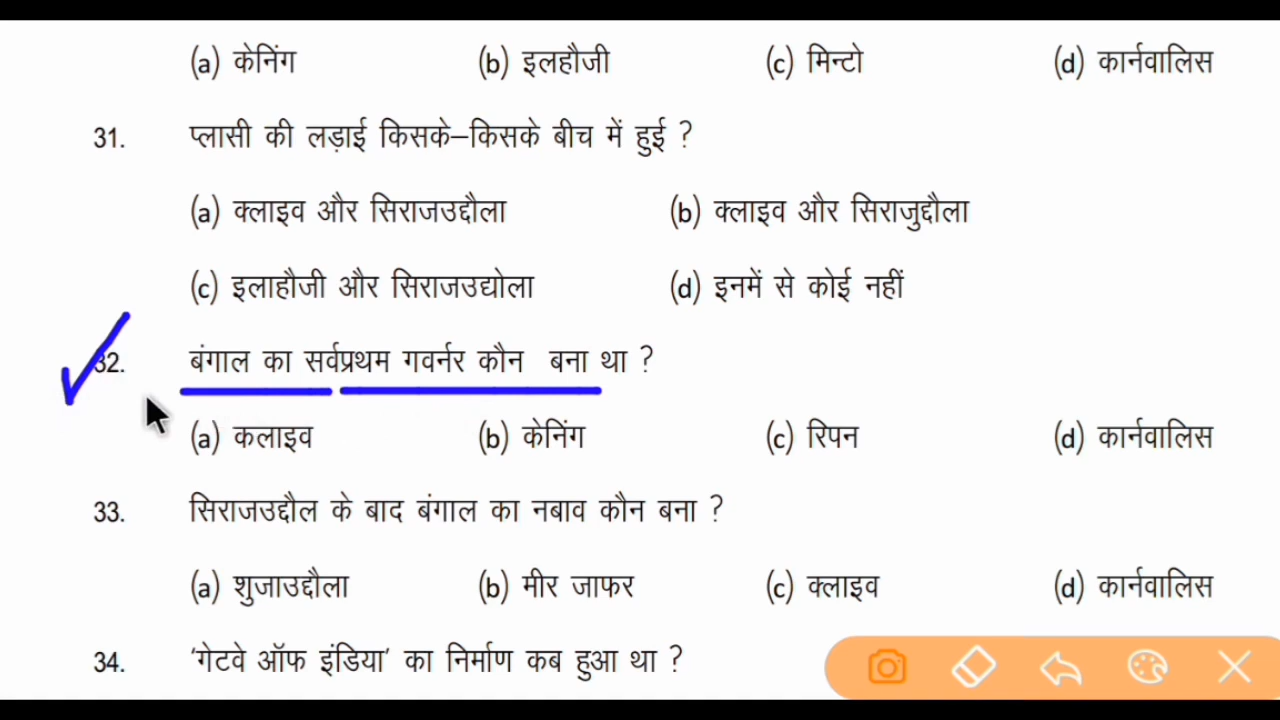 (a) केनिंग (b) इलहौजी (c) मिन्टो (d) कार्नवालिस
31. प्लासी की लड़ाई किसके–किसके बीच में हुई ?
(a) क्लाइव और सिराजउद्दौला (b) क्लाइव और सिराजुद्दौला
(c) इलाहौजी और सिराजउद्योला (d) इनमें से कोई नहीं
32. बंगाल का सर्वप्रथम गवर्नर कौन बना था ?
(a) कलाइव (b) केनिंग (c) रिपन (d) कार्नवालिस
33. सिराजउद्दौल के बाद बंगाल का नबाव कौन बना ?
(a) शुजाउद्दौला (b) मीर जाफर (c) क्लाइव (d) कार्नवालिस
34. 'गेटवे ऑफ इंडिया' का निर्माण कब हुआ था ?